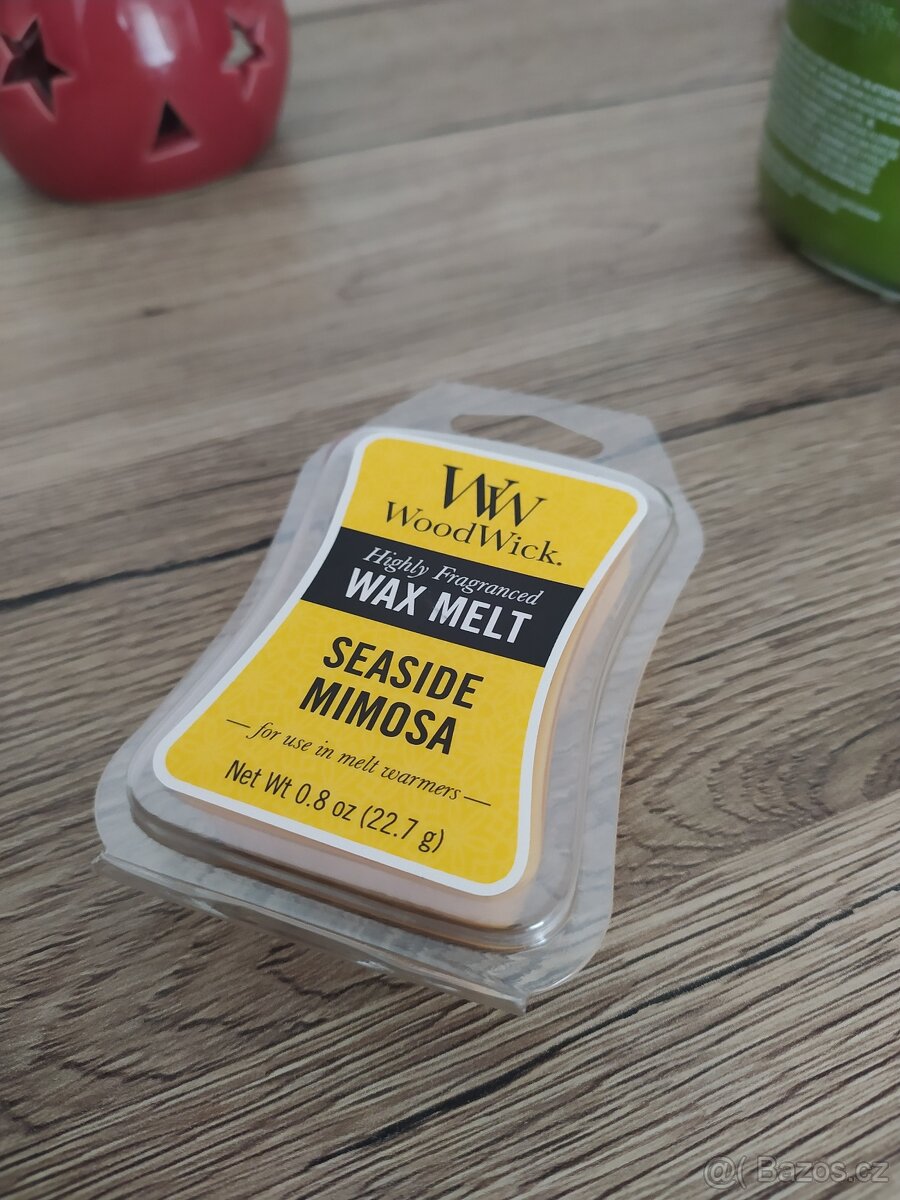 WW
WoodWick.
Highly Fragranced
WAX MELT
SEASIDE
MIMOSA
— for use in melt warmers —
Net Wt 0.8 oz (22.7 g)
@( Bazos.cz